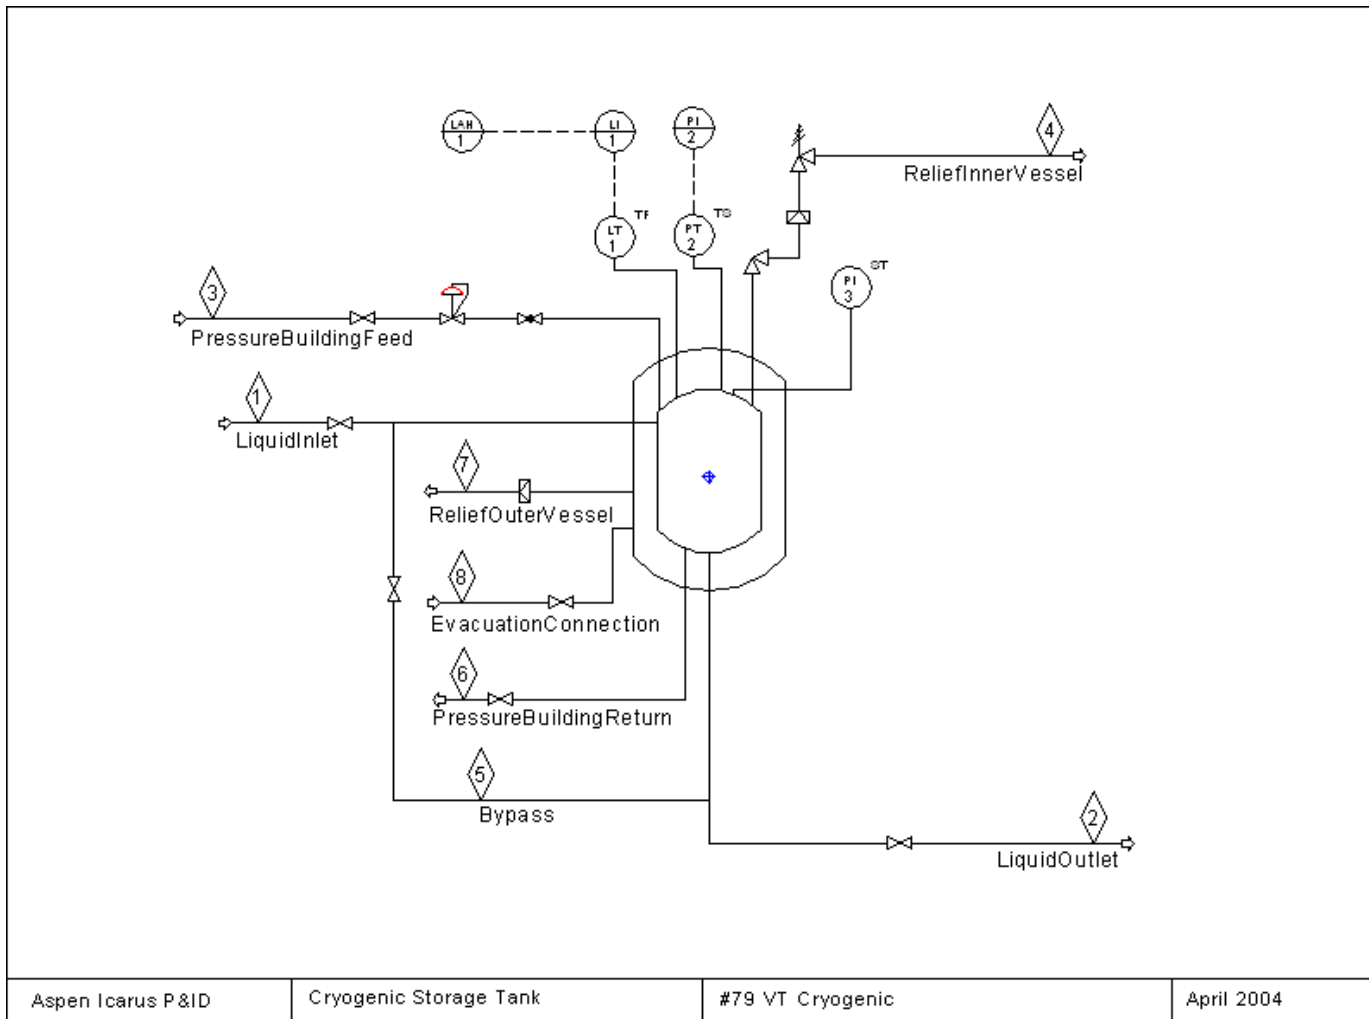 LAH
1
LI
1
PI
2
4
ReliefInnerVessel
LT
1
PT
2
TS
PI
3
ST
3
PressureBuildingFeed
1
LiquidInlet
7
ReliefOuterVessel
8
EvacuationConnection
6
PressureBuildingReturn
5
Bypass
2
LiquidOutlet
Aspen Icarus P&ID
Cryogenic Storage Tank
#79 VT Cryogenic
April 2004